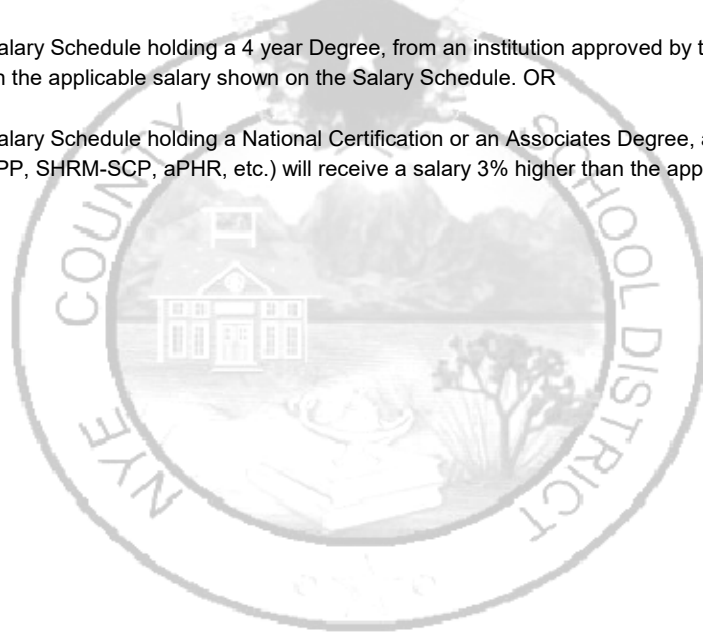 alary Schedule holding a 4 year Degree, from an institution approved by t
n the applicable salary shown on the Salary Schedule. OR
alary Schedule holding a National Certification or an Associates Degree, a
PP, SHRM-SCP, aPHR, etc.) will receive a salary 3% higher than the app
NYE COUNTY SCHOOL DISTRICT